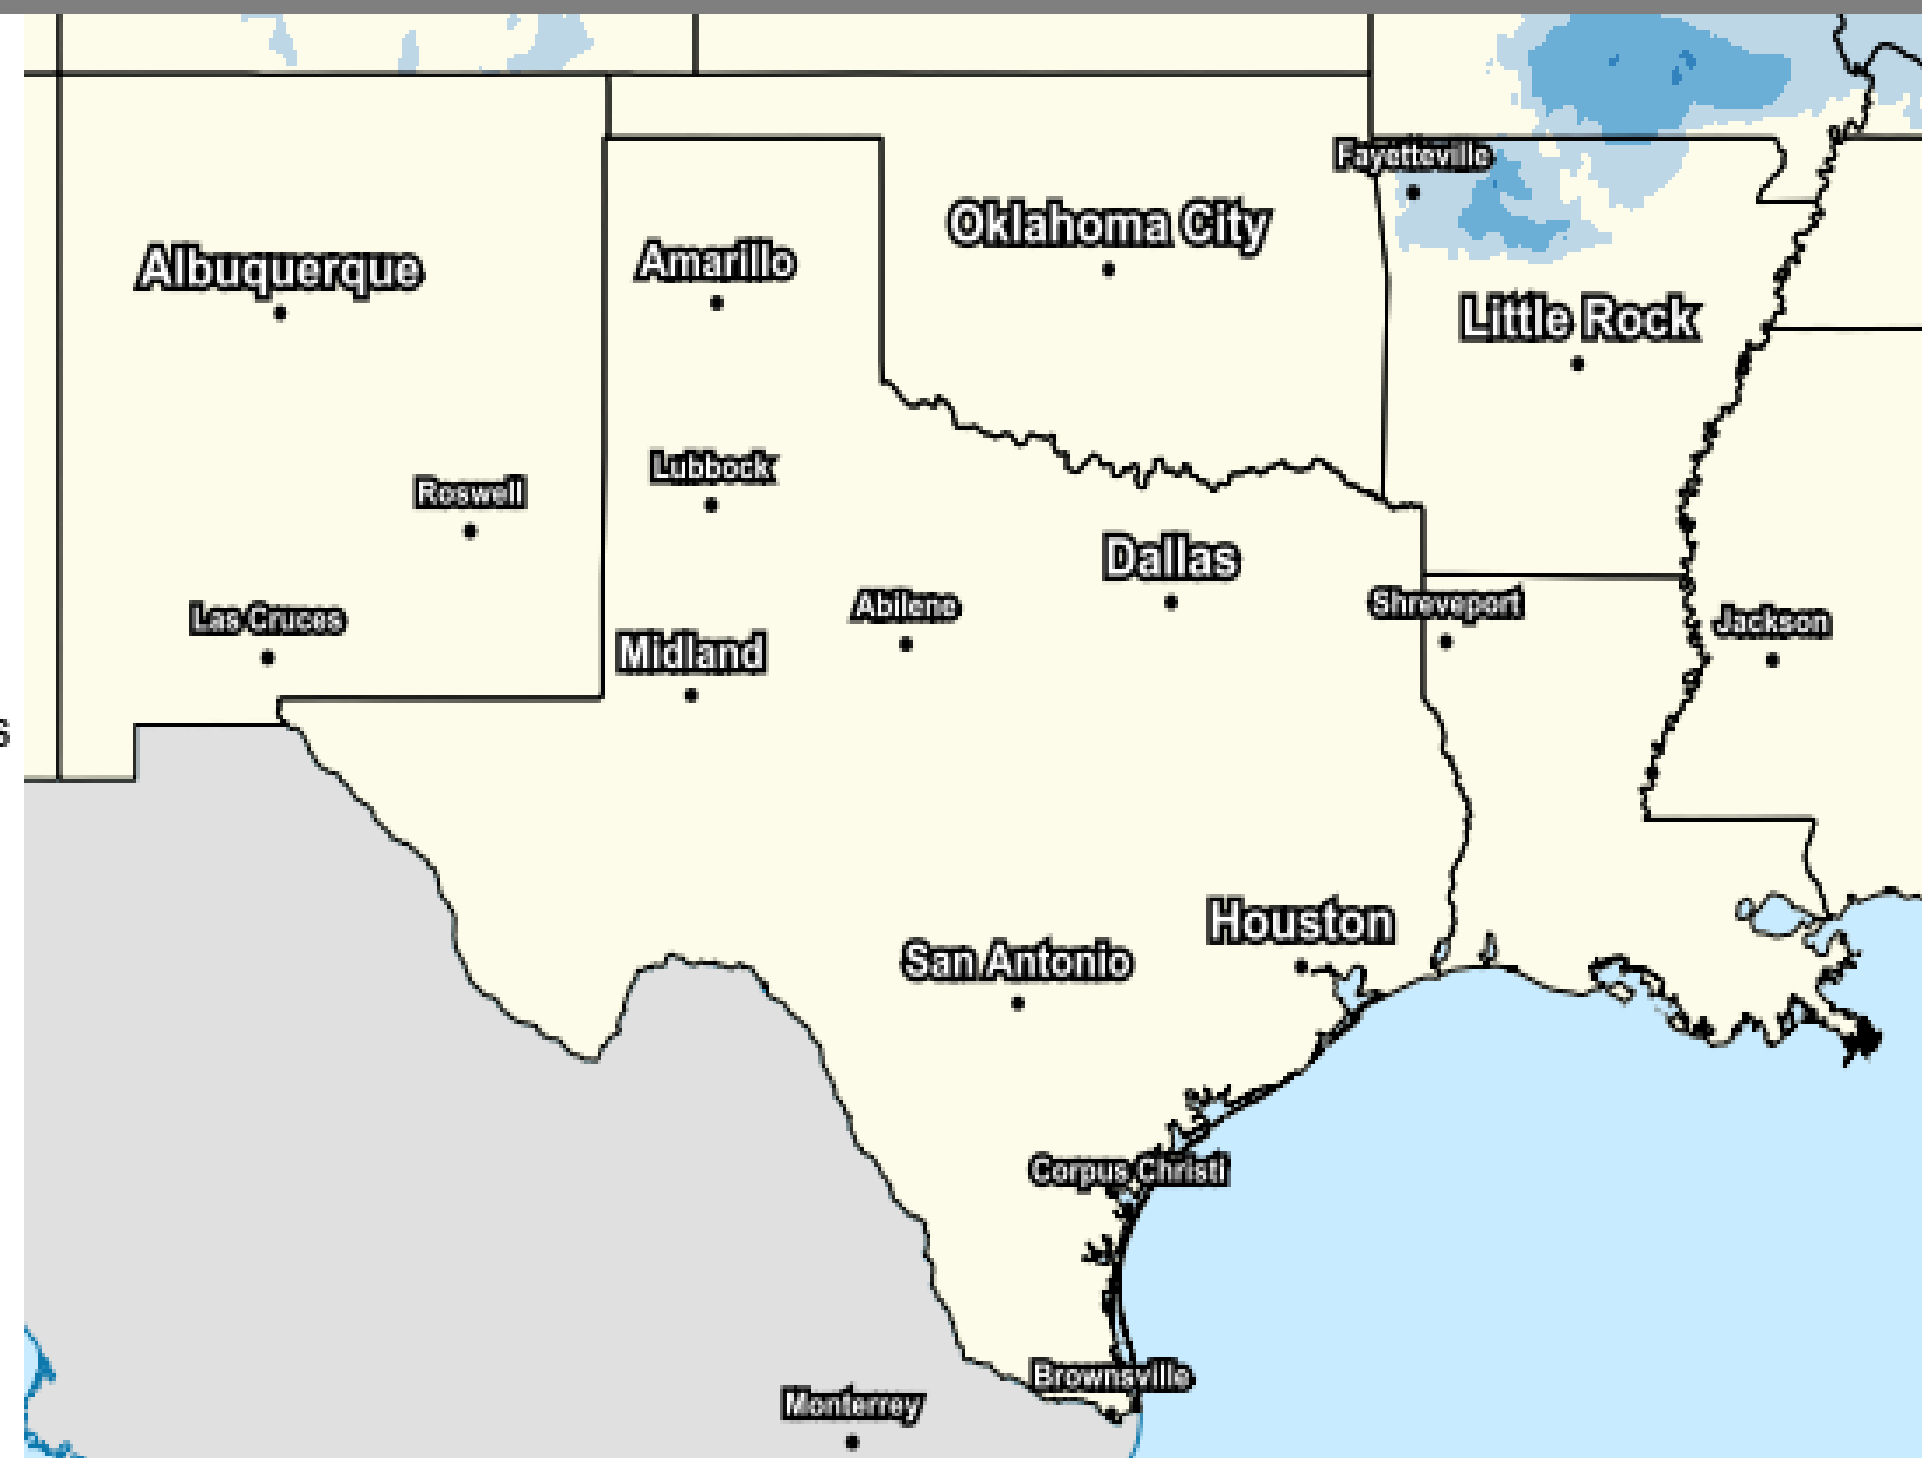 Fayetteville
Oklahoma City
Amarillo
Albuquerque
Little Rock
Lubbock
Roswell
Dallas
Abilene
Shreveport
Las Cruces
Jackson
Midland
s
Houston
San Antonio
Corpus Christi
Brownsville
Monterrey